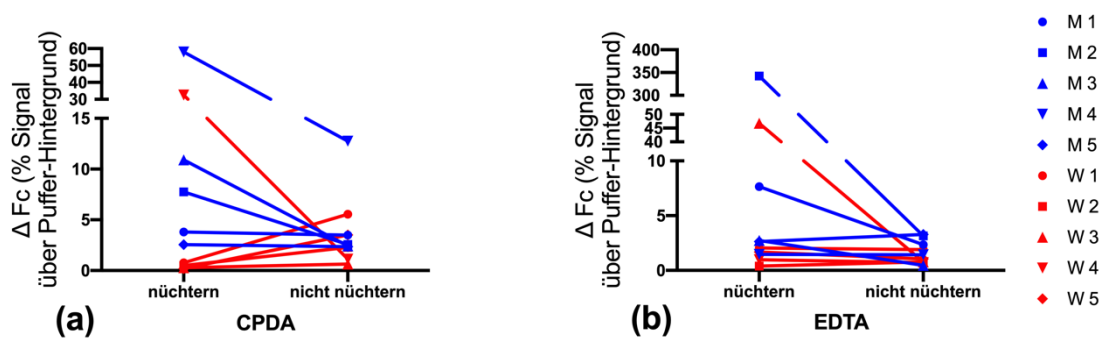 Δ Fc (% Signal
über Puffer-Hintergrund)
60
50
40
30
15
10
5
0
nüchtern
nicht nüchtern
(a)
CPDA
Δ Fc (% Signal
über Puffer-Hintergrund)
400
350
300
50
45
40
10
5
0
nüchtern
nicht nüchtern
(b)
EDTA
M 1
M 2
M 3
M 4
M 5
W 1
W 2
W 3
W 4
W 5